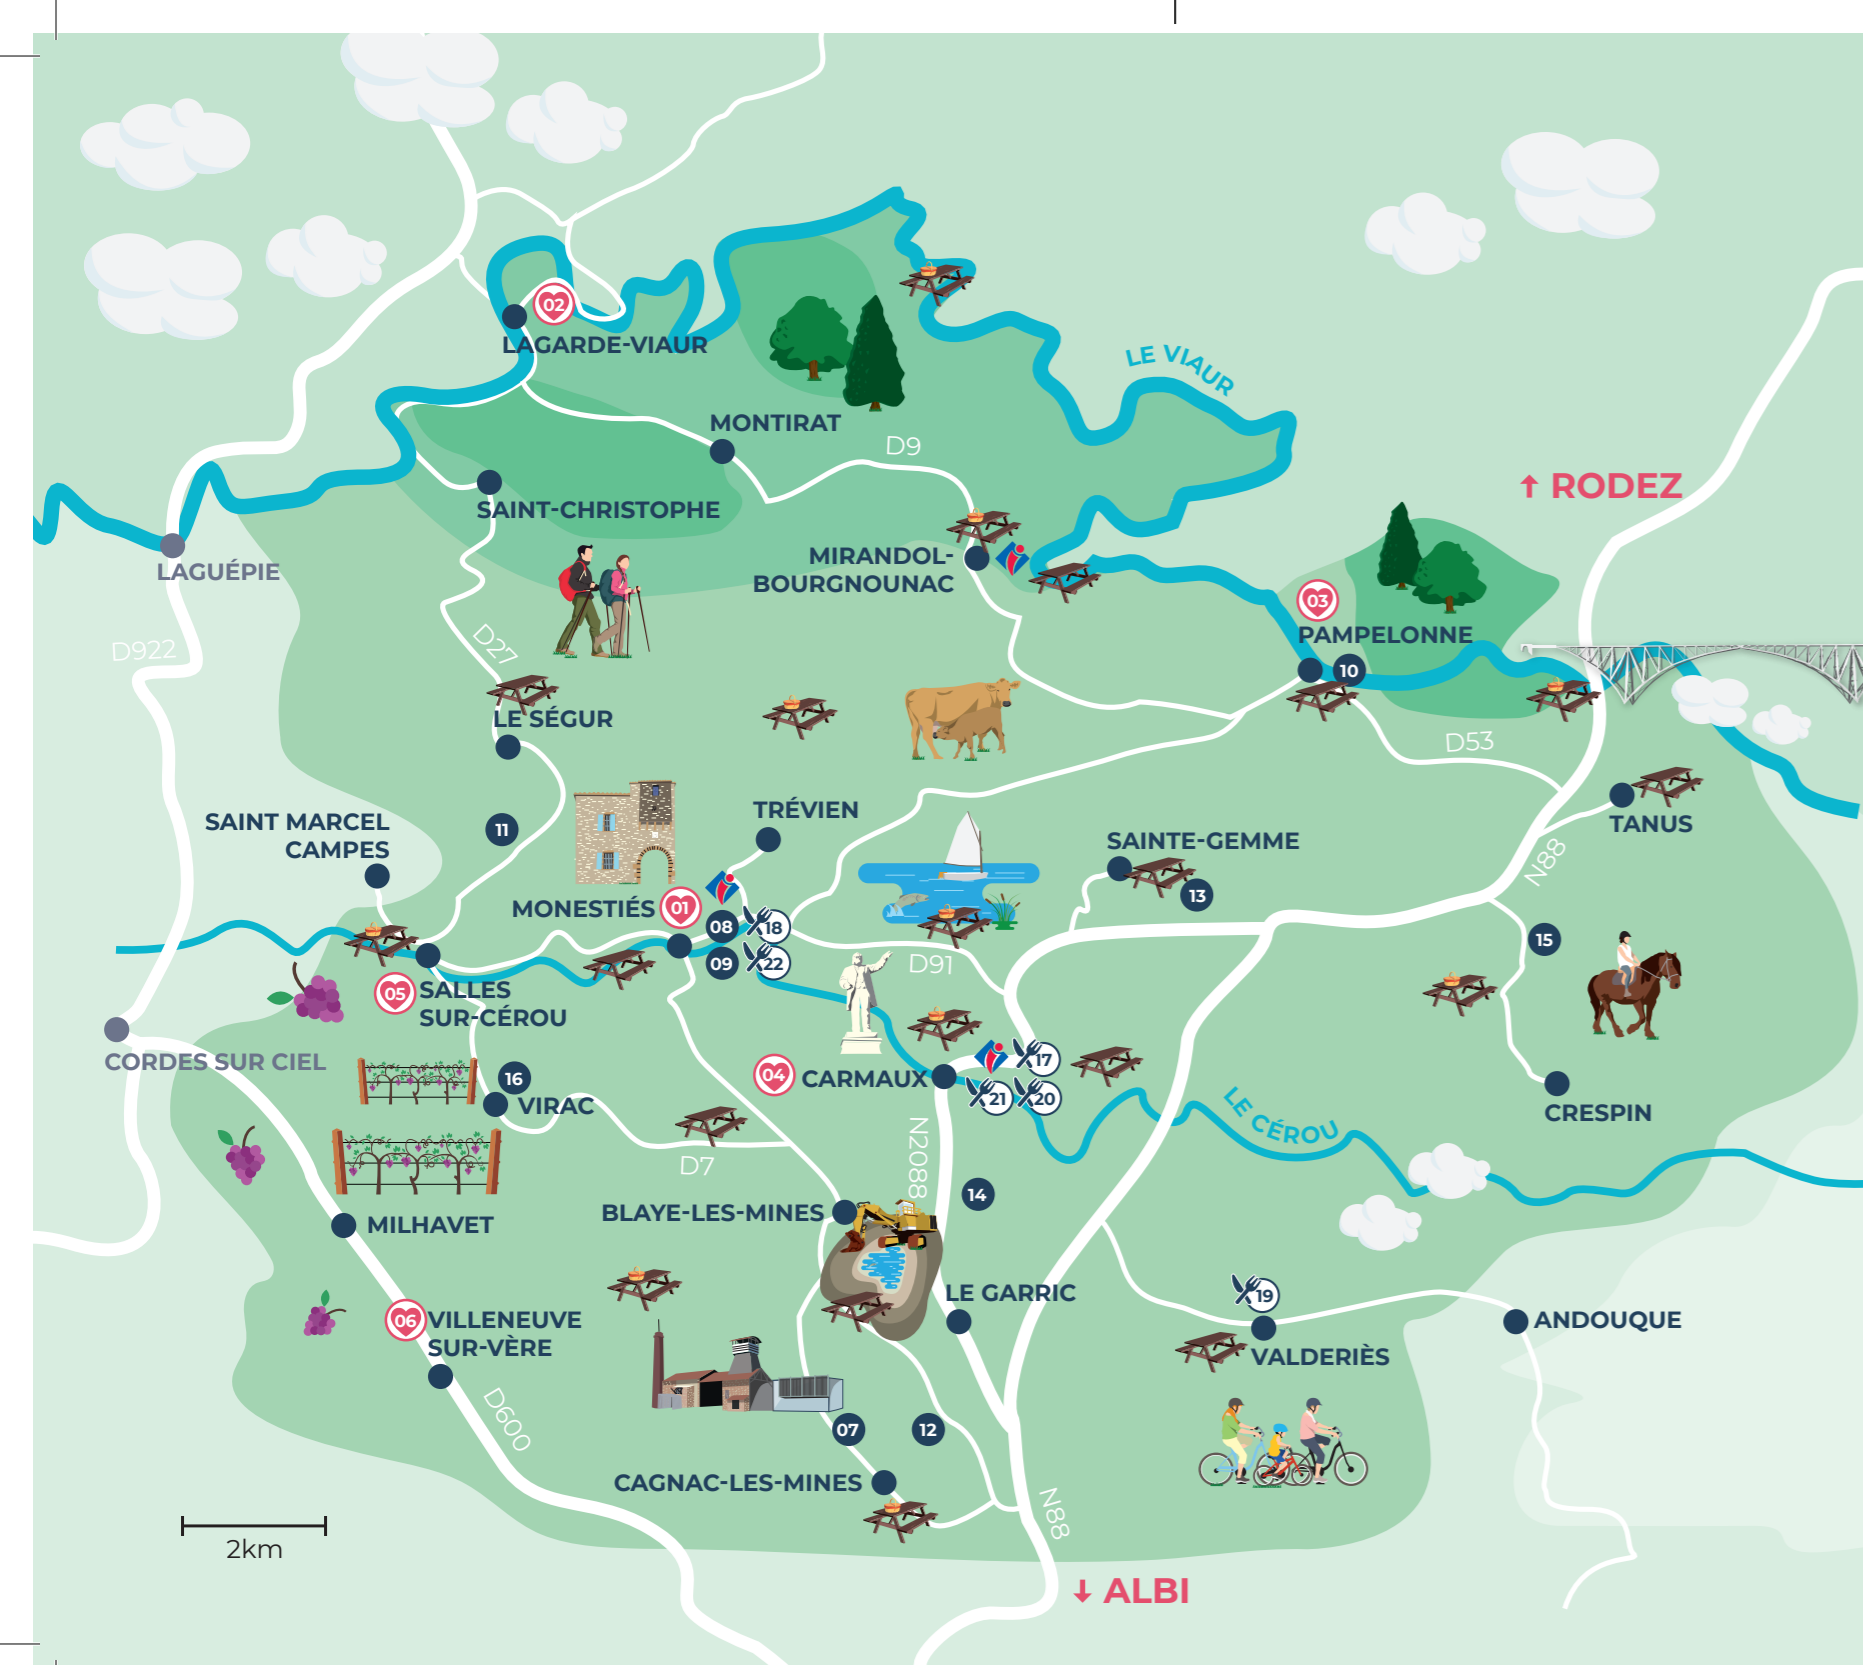 02
LAGARDE-VIAUR
LE VIAUR
MONTIRAT
D9
↑ RODEZ
SAINT-CHRISTOPHE
MIRANDOL-
BOURGNOUNAC
LAGUÉPIE
03
PAMPELONNE
10
D922
D27
LE SÉGUR
D53
TANUS
N88
SAINT MARCEL
CAMPES
11
TRÉVIEN
SAINTE-GEMME
13
MONESTIÉS
01
08
18
09
22
D91
15
05
SALLES
SUR-CÉROU
CORDES SUR CIEL
04
CARMAUX
17
21
20
16
VIRAC
LE CÉROU
CRESPIN
D7
N2088
14
BLAYE-LES-MINES
MILHAVET
LE GARRIC
19
VALDERIÈS
ANDOUQUE
06
VILLENEUVE
SUR-VÈRE
D600
07
12
CAGNAC-LES-MINES
N88
2km
↓ ALBI